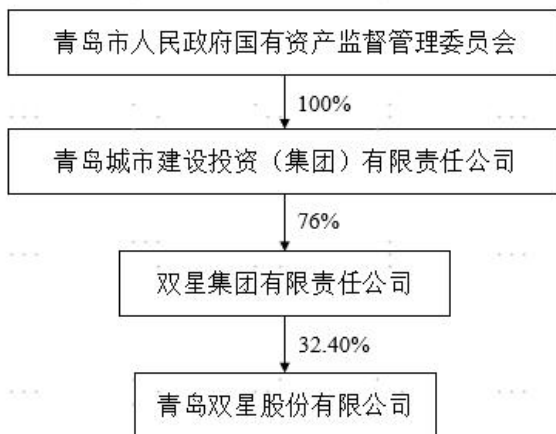 青岛市人民政府国有资产监督管理委员会
100%
青岛城市建设投资（集团）有限责任公司
76%
双星集团有限责任公司
32.40%
青岛双星股份有限公司